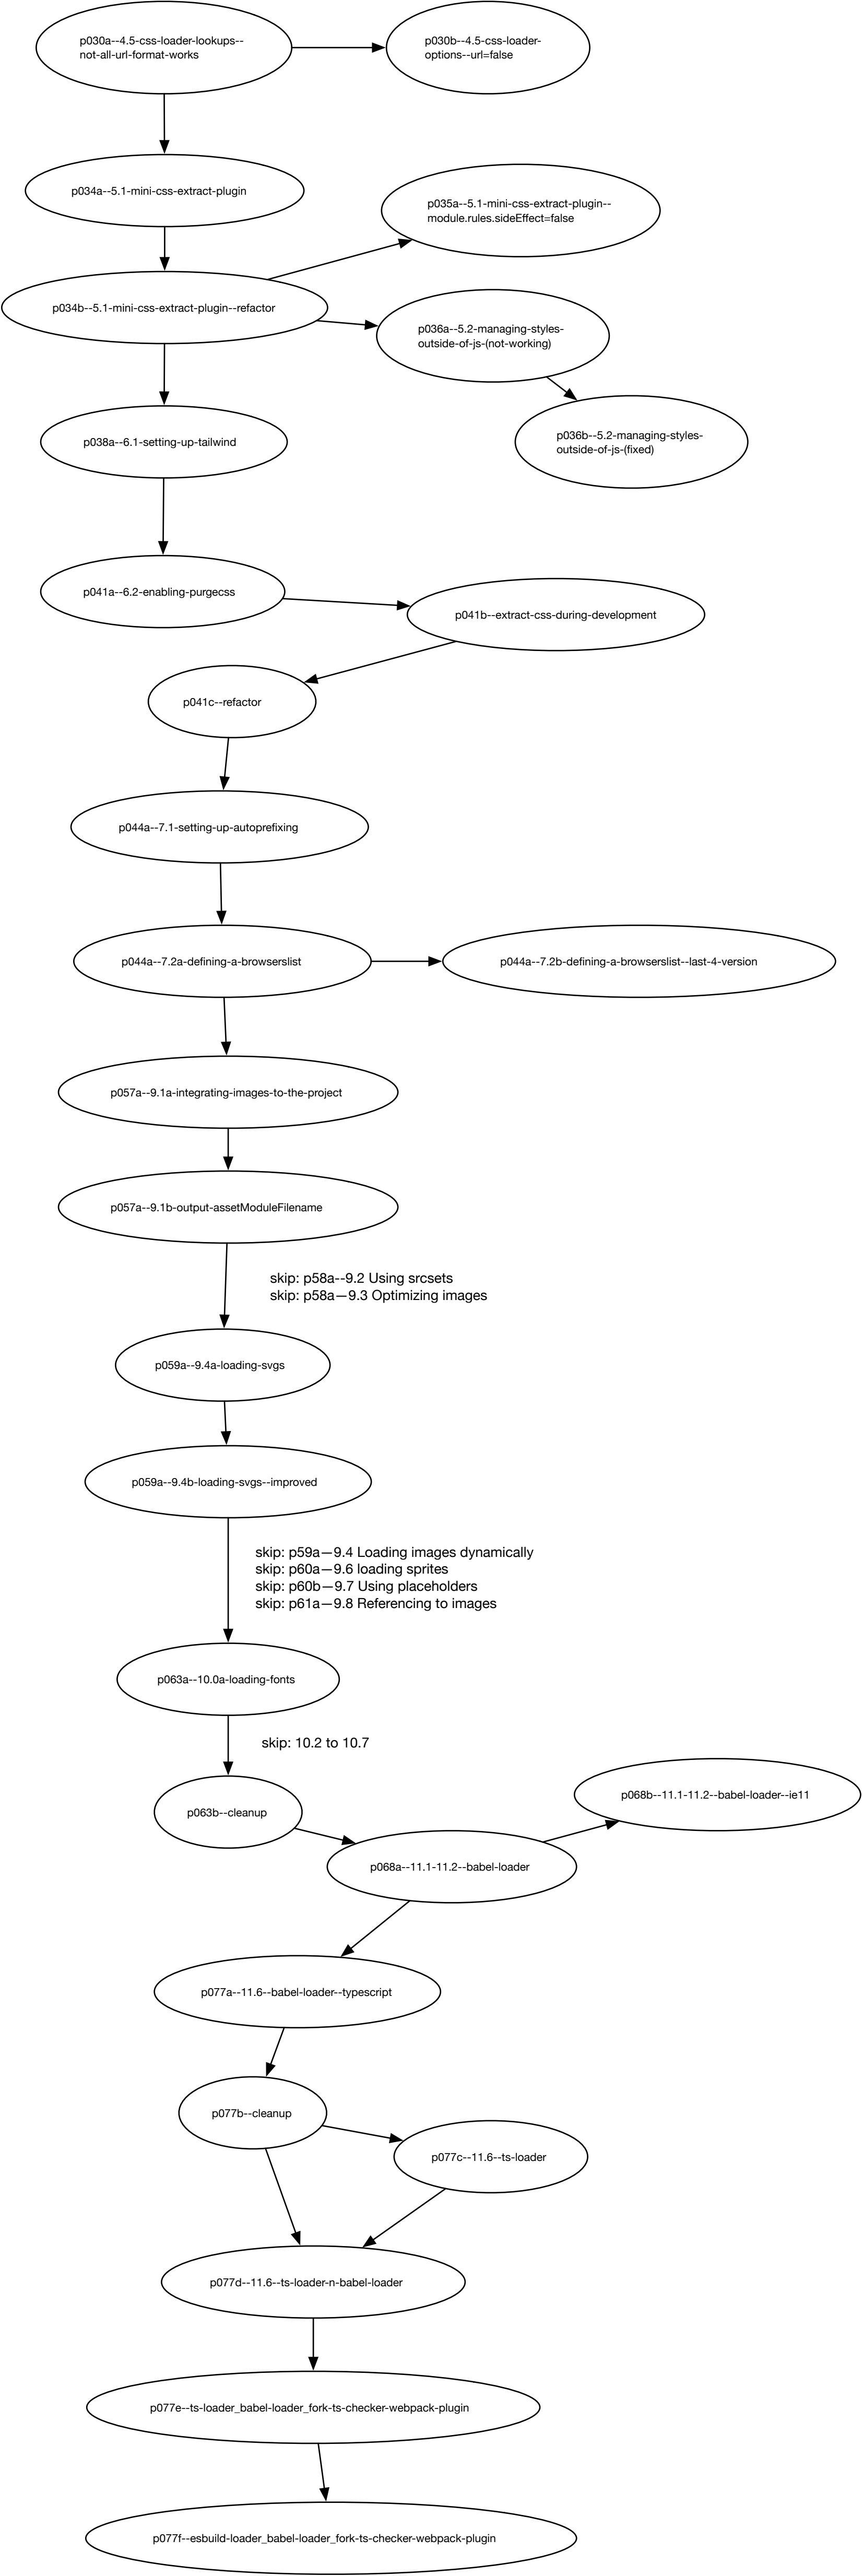 p030a--4.5-css-loader-lookups--
not-all-url-format-works
p030b--4.5-css-loader-
options--url=false
p034a--5.1-mini-css-extract-plugin
p035a--5.1-mini-css-extract-plugin--
module.rules.sideEffect=false
p034b--5.1-mini-css-extract-plugin--refactor
p036a--5.2-managing-styles-
outside-of-js-(not-working)
p038a--6.1-setting-up-tailwind
p036b--5.2-managing-styles-
outside-of-js-(fixed)
p041a--6.2-enabling-purgecss
p041b--extract-css-during-development
p041c--refactor
p044a--7.1-setting-up-autoprefixing
p044a--7.2a-defining-a-browserslist
p044a--7.2b-defining-a-browserslist--last-4-version
p057a--9.1a-integrating-images-to-the-project
p057a--9.1b-output-assetModuleFilename
skip: p58a--9.2 Using srcsets
skip: p58a—9.3 Optimizing images
p059a--9.4a-loading-svgs
p059a--9.4b-loading-svgs--improved
skip: p59a—9.4 Loading images dynamically
skip: p60a—9.6 loading sprites
skip: p60b—9.7 Using placeholders
skip: p61a—9.8 Referencing to images
p063a--10.0a-loading-fonts
skip: 10.2 to 10.7
p068b--11.1-11.2--babel-loader--ie11
p063b--cleanup
p068a--11.1-11.2--babel-loader
p077a--11.6--babel-loader--typescript
p077b--cleanup
p077c--11.6--ts-loader
p077d--11.6--ts-loader-n-babel-loader
p077e--ts-loader_babel-loader_fork-ts-checker-webpack-plugin
p077f--esbuild-loader_babel-loader_fork-ts-checker-webpack-plugin